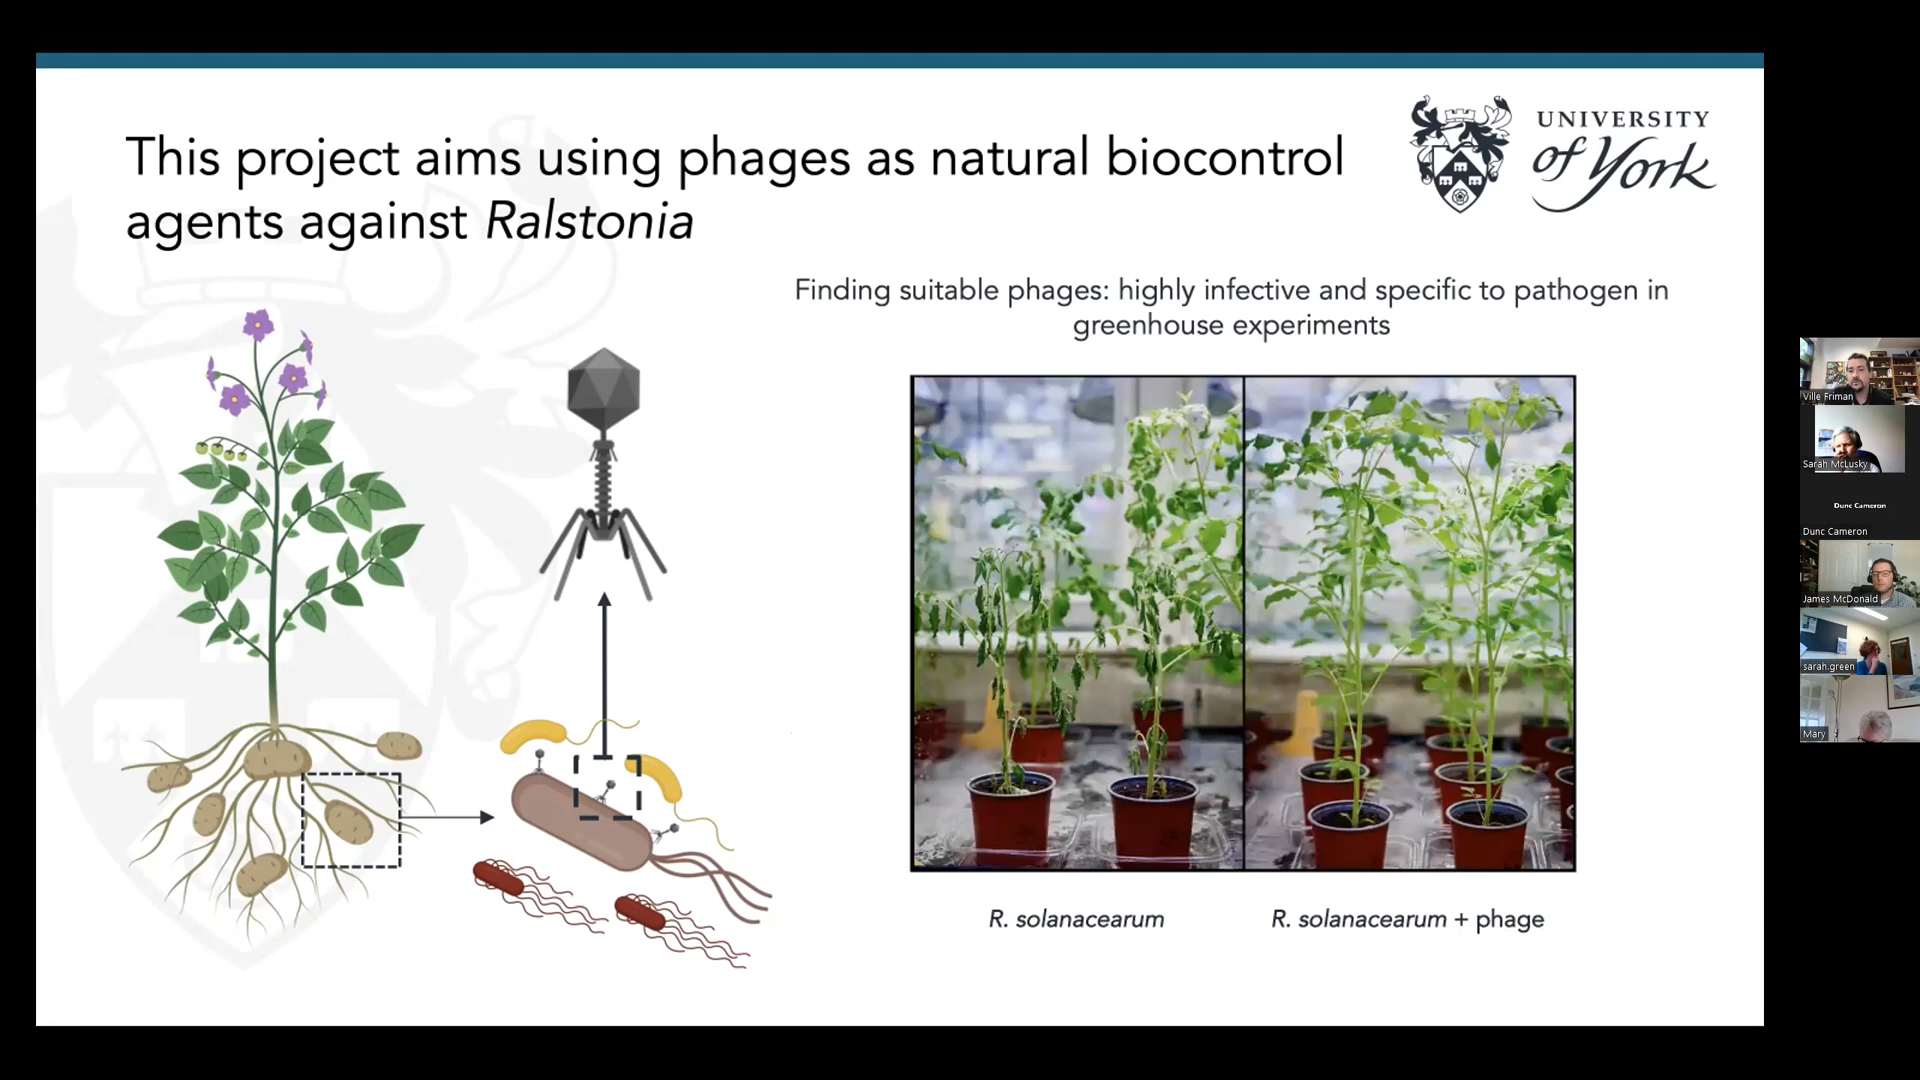 This project aims using phages as natural biocontrol
agents against Ralstonia
UNIVERSITY
of York
Finding suitable phages: highly infective and specific to pathogen in
greenhouse experiments
R. solanacearum
R. solanacearum + phage
Ville Friman
Sarah McLusky
Dunc Cameron
Dunc Cameron
James McDonald
sarah.green
Mary